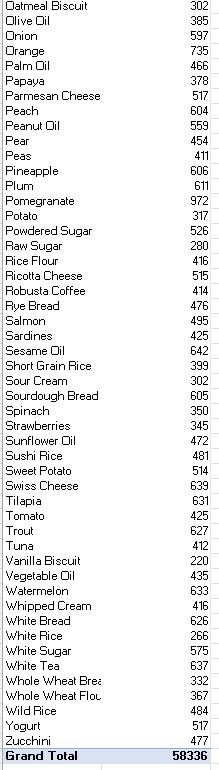 Oatmeal Biscuit 302
Olive Oil 385
Onion 597
Orange 735
Palm Oil 466
Papaya 378
Parmesan Cheese 517
Peach 604
Peanut Oil 559
Pear 454
Peas 411
Pineapple 606
Plum 611
Pomegranate 972
Potato 317
Powdered Sugar 526
Raw Sugar 280
Rice Flour 416
Ricotta Cheese 515
Robusta Coffee 414
Rye Bread 476
Salmon 495
Sardines 425
Sesame Oil 642
Short Grain Rice 399
Sour Cream 302
Sourdough Bread 605
Spinach 350
Strawberries 345
Sunflower Oil 472
Sushi Rice 481
Sweet Potato 514
Swiss Cheese 639
Tilapia 631
Tomato 425
Trout 627
Tuna 412
Vanilla Biscuit 220
Vegetable Oil 435
Watermelon 633
Whipped Cream 416
White Bread 626
White Rice 266
White Sugar 575
White Tea 637
Whole Wheat Brea 332
Whole Wheat Flou 367
Wild Rice 484
Yogurt 517
Zucchini 477
Grand Total 58336